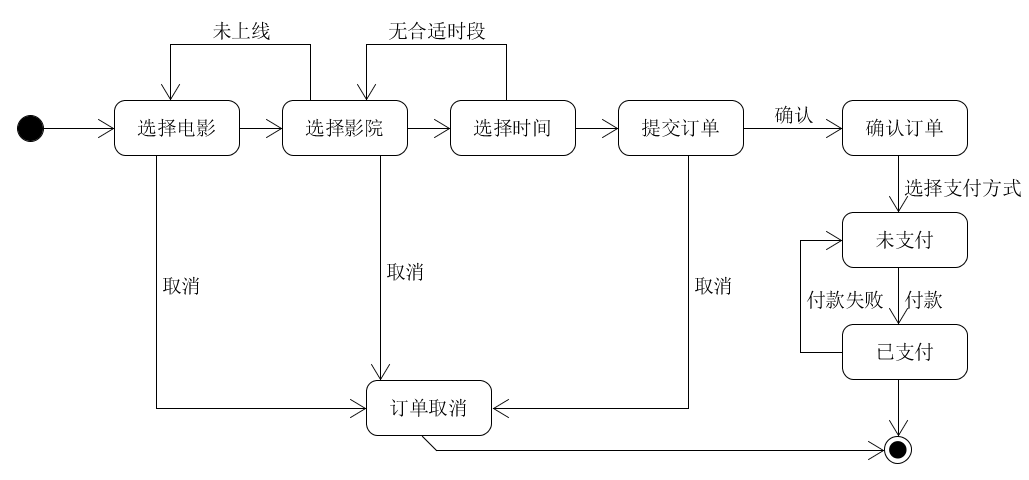 未上线
无合适时段
选择电影
选择影院
选择时间
提交订单
确认
确认订单
选择支付方式
未支付
取消
取消
取消
付款失败
付款
已支付
订单取消